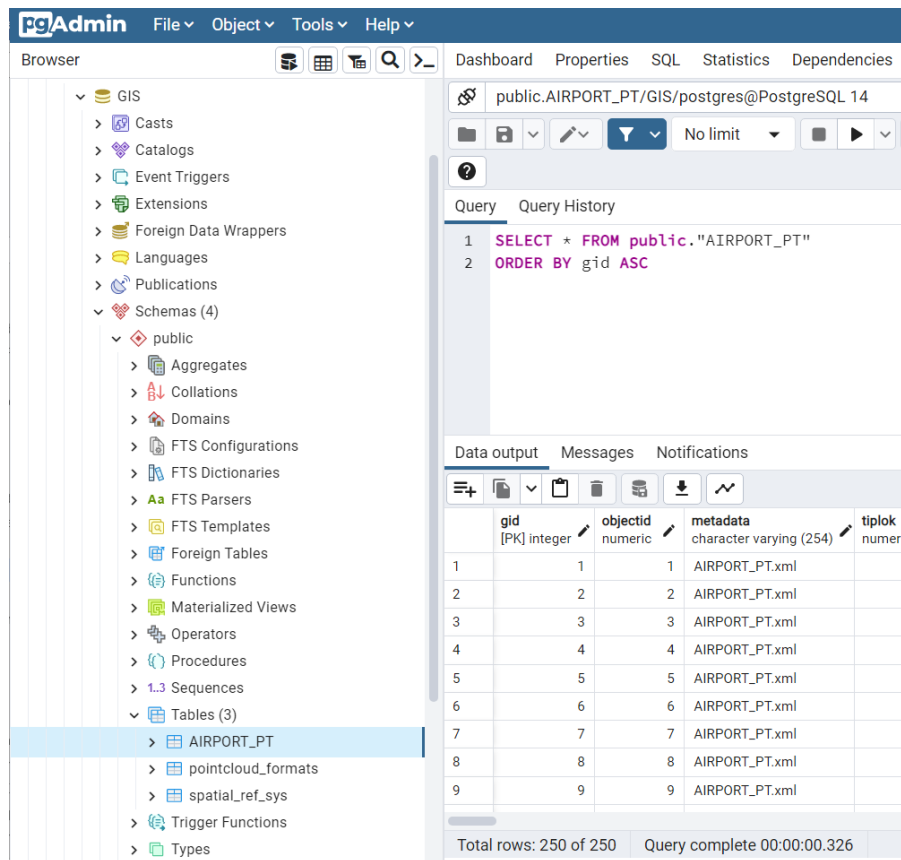 pgAdmin File Object Tools Help
Browser
GIS
Casts
Catalogs
Event Triggers
Extensions
Foreign Data Wrappers
Languages
Publications
Schemas (4)
public
Aggregates
Collations
Domains
FTS Configurations
FTS Dictionaries
Aa FTS Parsers
FTS Templates
Foreign Tables
Functions
Materialized Views
Operators
Procedures
1..3 Sequences
Tables (3)
AIRPORT_PT
pointcloud_formats
spatial_ref_sys
Trigger Functions
Types
Dashboard Properties SQL Statistics Dependencies
public.AIRPORT_PT/GIS/postgres@PostgreSQL 14
No limit
Query Query History
1 SELECT * FROM public."AIRPORT_PT"
2 ORDER BY gid ASC
Data output Messages Notifications
gid objectid metadata tiplok
[PK] integer numeric character varying (254) numer
1 1 1 AIRPORT_PT.xml
2 2 2 AIRPORT_PT.xml
3 3 3 AIRPORT_PT.xml
4 4 4 AIRPORT_PT.xml
5 5 5 AIRPORT_PT.xml
6 6 6 AIRPORT_PT.xml
7 7 7 AIRPORT_PT.xml
8 8 8 AIRPORT_PT.xml
9 9 9 AIRPORT_PT.xml
Total rows: 250 of 250 Query complete 00:00:00.326